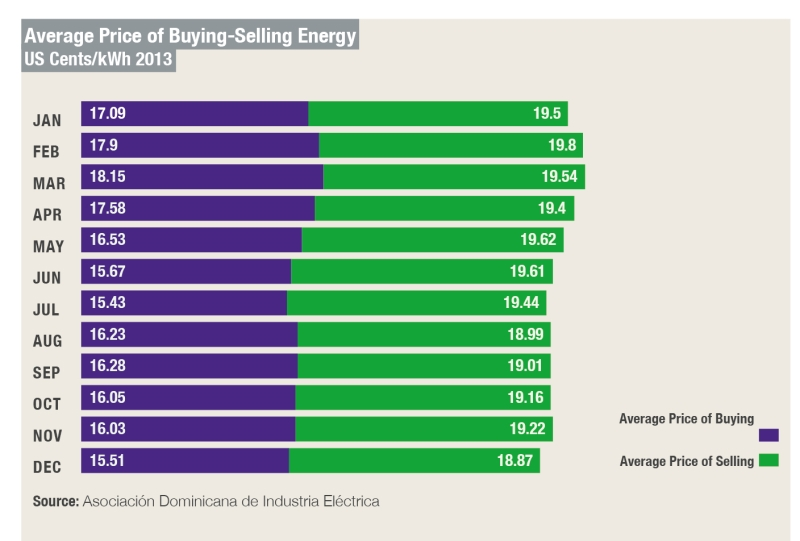 Average Price of Buying-Selling Energy
US Cents/kWh 2013
JAN 17.09 19.5
FEB 17.9 19.8
MAR 18.15 19.54
APR 17.58 19.4
MAY 16.53 19.62
JUN 15.67 19.61
JUL 15.43 19.44
AUG 16.23 18.99
SEP 16.28 19.01
OCT 16.05 19.16
NOV 16.03 19.22
DEC 15.51 18.87
Average Price of Buying
Average Price of Selling
Source: Asociación Dominicana de Industria Eléctrica